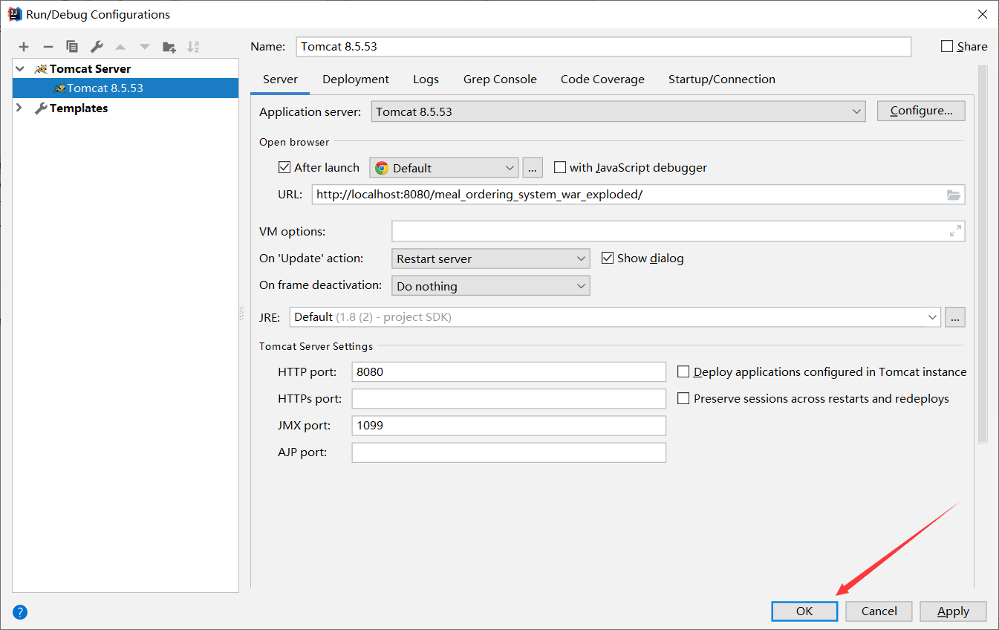 Run/Debug Configurations
Name: Tomcat 8.5.53 Share
Tomcat Server
Tomcat 8.5.53
Templates
Server Deployment Logs Grep Console Code Coverage Startup/Connection
Application server: Tomcat 8.5.53 Configure...
Open browser
After launch Default ... with JavaScript debugger
URL: http://localhost:8080/meal_ordering_system_war_exploded/
VM options:
On 'Update' action: Restart server Show dialog
On frame deactivation: Do nothing
JRE: Default (1.8 (2) - project SDK) ...
Tomcat Server Settings
HTTP port: 8080 Deploy applications configured in Tomcat instance
HTTPs port: Preserve sessions across restarts and redeploys
JMX port: 1099
AJP port:
? OK Cancel Apply